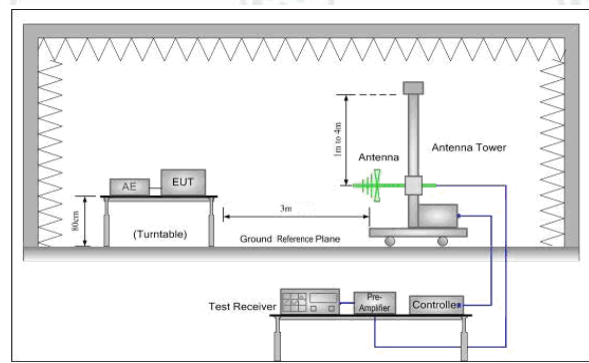 1m to 4m
Antenna
Antenna Tower
AE
EUT
3m
80cm
(Turntable)
Ground Reference Plane
Test Receiver
Pre-
Amplifier
Controller